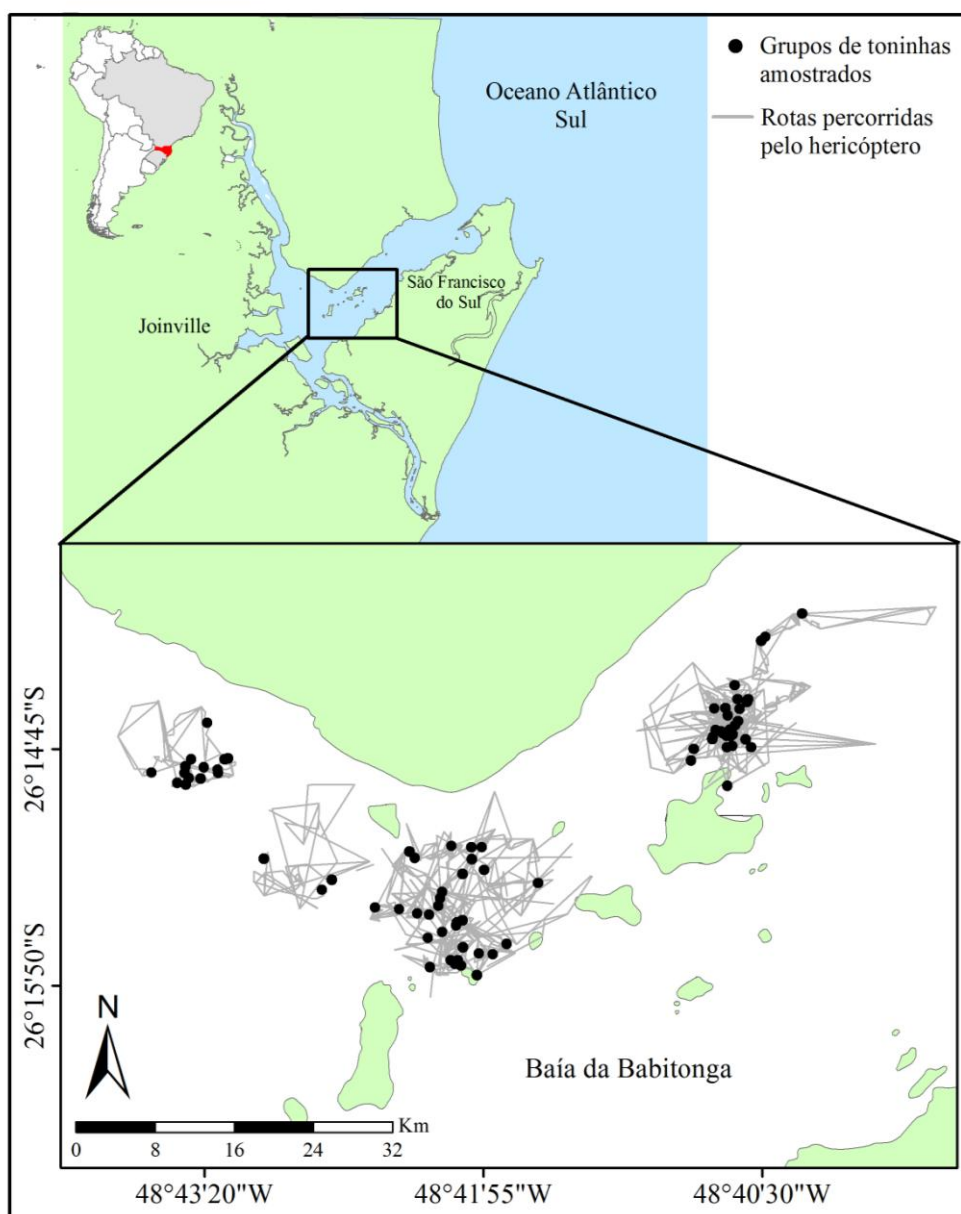 Oceano Atlântico
Sul
Grupos de toninhas
amostrados
Rotas percorridas
pelo hericóptero
São Francisco
do Sul
Joinville
26°14'45"S
26°15'50"S
N
Baía da Babitonga
Km
0 8 16 24 32
48°43'20"W 48°41'55"W 48°40'30"W